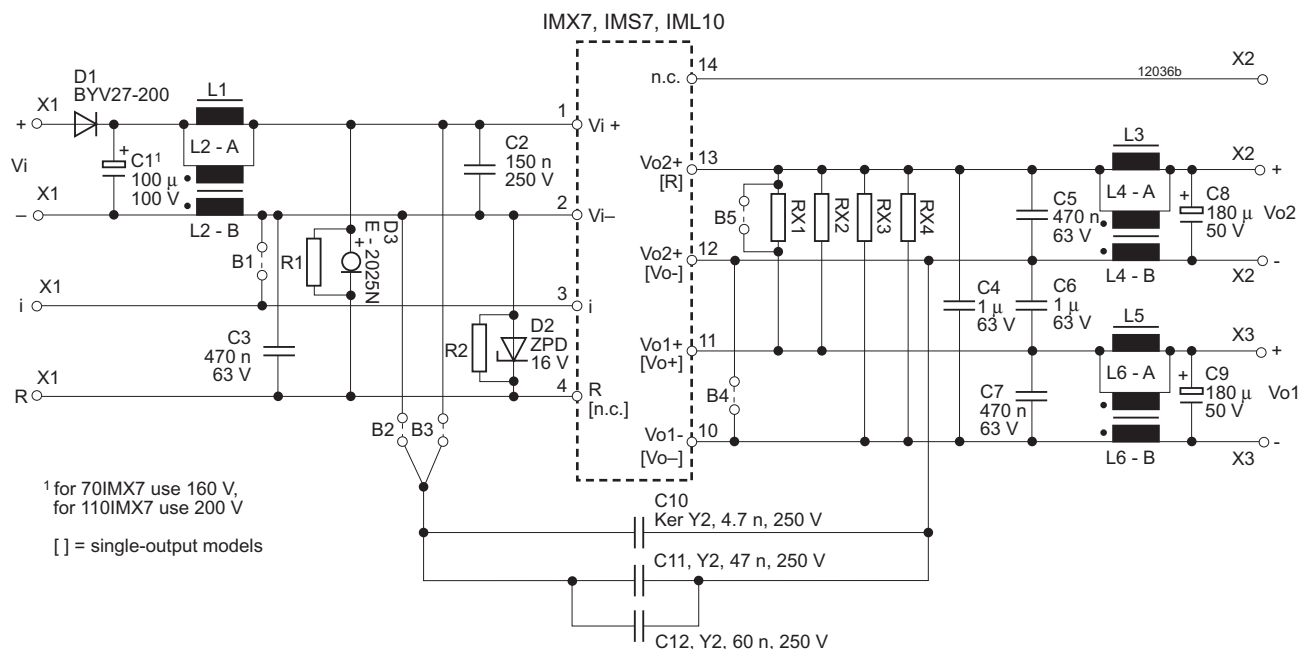 IMX7, IMS7, IML10
D1
BYV27-200
X1
+
L1
L2 - A
Vi
+
C1¹
100 µ
100 V
X1
–
L2 - B
B1
R1
D3
E - 2025N
+
C2
150 n
250 V
1
Vi +
2
Vi–
X1
i
3
i
C3
470 n
63 V
R2
D2
ZPD
16 V
X1
R
4
R
[n.c.]
B2
B3
n.c.
14
12036b
X2
Vo2+
[R]
13
B5
RX1
RX2
RX3
RX4
C5
470 n
63 V
L3
L4 - A
L4 - B
X2
+
+
C8
180 µ
50 V
Vo2
Vo2+
[Vo-]
12
-
X2
C4
1 µ
63 V
C6
1 µ
63 V
Vo1+
[Vo+]
11
L5
L6 - A
L6 - B
X3
+
+
C9
180 µ
50 V
Vo1
B4
C7
470 n
63 V
Vo1-
[Vo–]
10
-
X3
¹ for 70IMX7 use 160 V,
for 110IMX7 use 200 V
[ ] = single-output models
C10
Ker Y2, 4.7 n, 250 V
C11, Y2, 47 n, 250 V
C12, Y2, 60 n, 250 V